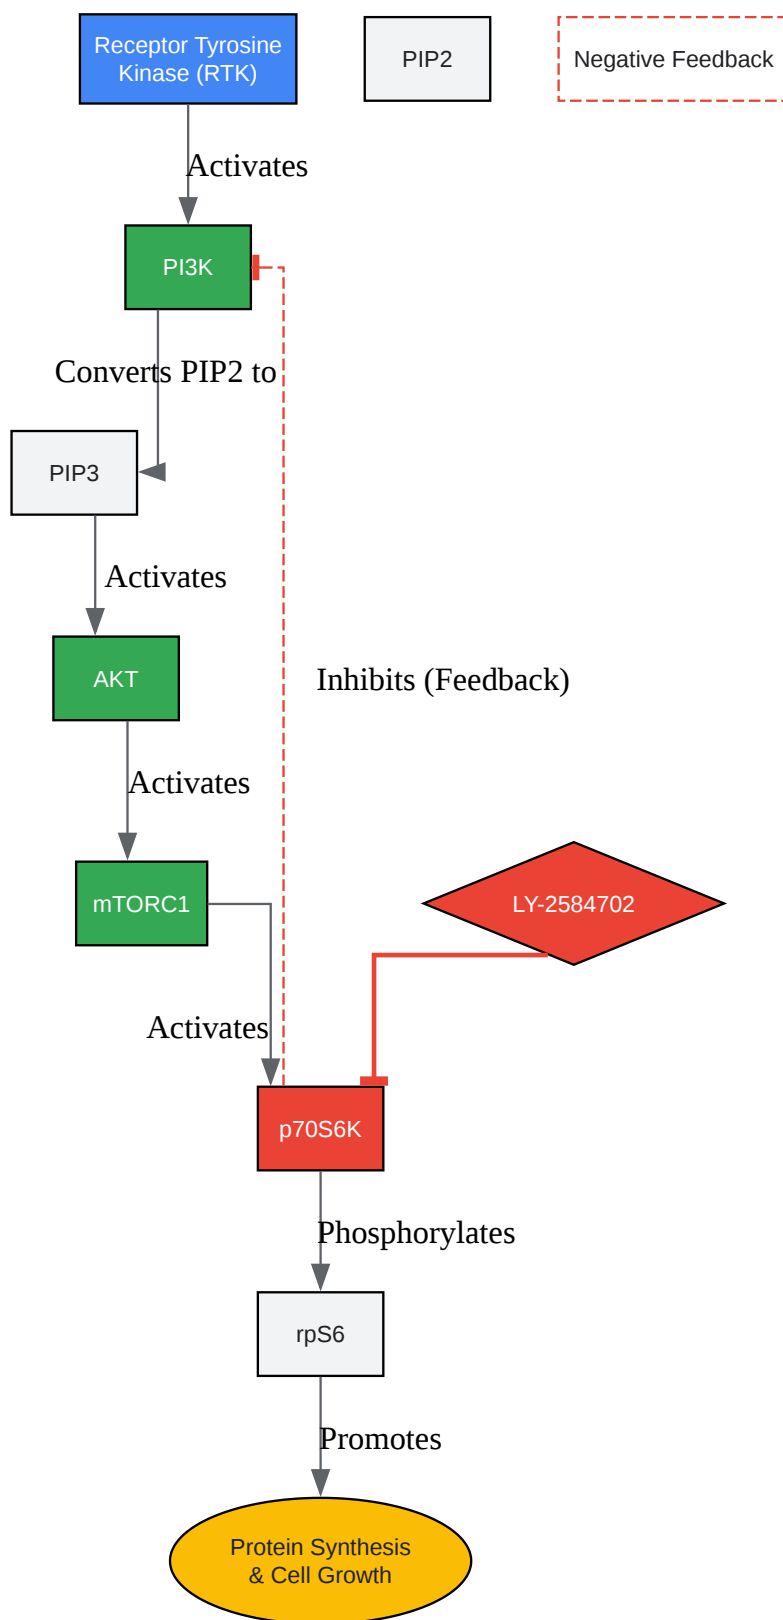 Receptor Tyrosine
Kinase (RTK)
PIP2
Negative Feedback
Activates
PI3K
Converts PIP2 to
PIP3
Activates
AKT
Inhibits (Feedback)
Activates
mTORC1
LY-2584702
Activates
p70S6K
Phosphorylates
rpS6
Promotes
Protein Synthesis
& Cell Growth